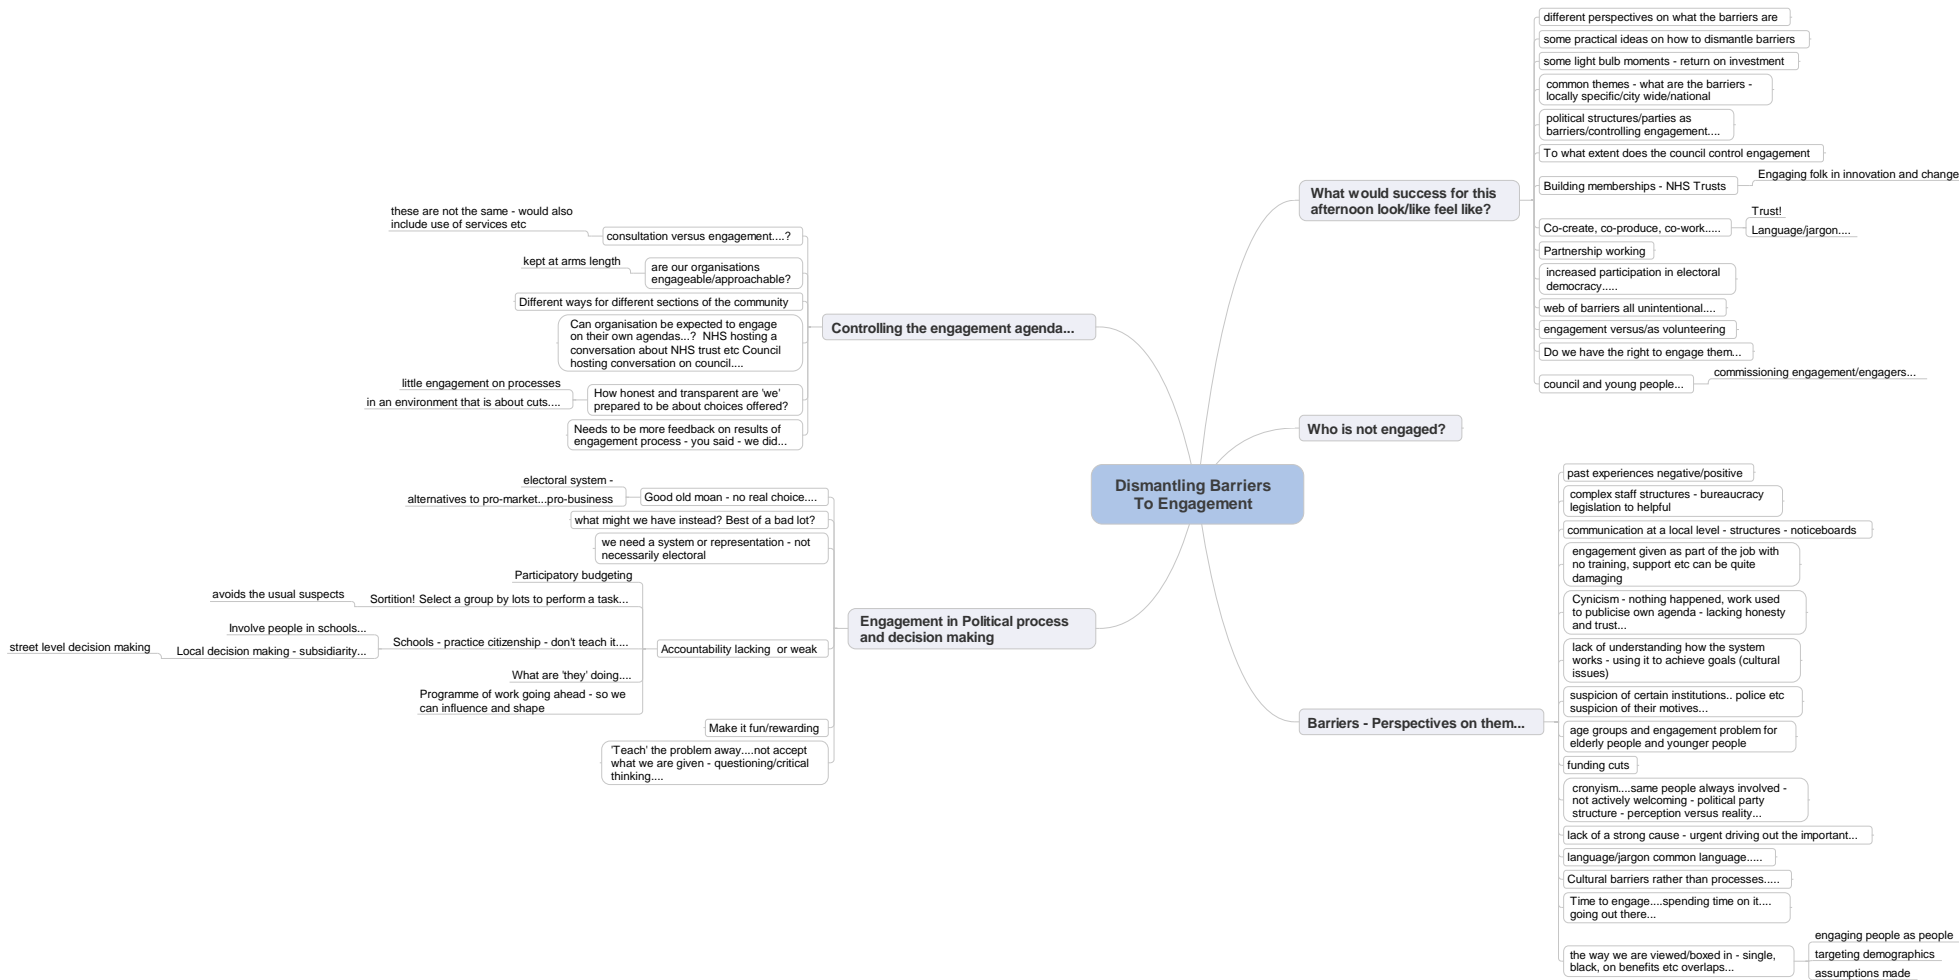 Dismantling Barriers
To Engagement
What would success for this
afternoon look/like feel like?
different perspectives on what the barriers are
some practical ideas on how to dismantle barriers
some light bulb moments - return on investment
common themes - what are the barriers -
locally specific/city wide/national
political structures/parties as
barriers/controlling engagement....
To what extent does the council control engagement
Building memberships - NHS Trusts
Engaging folk in innovation and change
Co-create, co-produce, co-work.....
Trust!
Language/jargon....
Partnership working
increased participation in electoral
democracy.....
web of barriers all unintentional....
engagement versus/as volunteering
Do we have the right to engage them...
council and young people...
commissioning engagement/engagers...
Who is not engaged?
Barriers - Perspectives on them...
past experiences negative/positive
complex staff structures - bureaucracy
legislation to helpful
communication at a local level - structures - noticeboards
engagement given as part of the job with
no training, support etc can be quite
damaging
Cynicism - nothing happened, work used
to publicise own agenda - lacking honesty
and trust...
lack of understanding how the system
works - using it to achieve goals (cultural
issues)
suspicion of certain institutions.. police etc
suspicion of their motives...
age groups and engagement problem for
elderly people and younger people
funding cuts
cronyism....same people always involved -
not actively welcoming - political party
structure - perception versus reality...
lack of a strong cause - urgent driving out the important...
language/jargon common language.....
Cultural barriers rather than processes.....
Time to engage....spending time on it....
going out there...
the way we are viewed/boxed in - single,
black, on benefits etc overlaps...
engaging people as people
targeting demographics
assumptions made
Controlling the engagement agenda...
consultation versus engagement....?
these are not the same - would also
include use of services etc
are our organisations
engageable/approachable?
kept at arms length
Different ways for different sections of the community
Can organisation be expected to engage
on their own agendas...?  NHS hosting a
conversation about NHS trust etc Council
hosting conversation on council....
How honest and transparent are 'we'
prepared to be about choices offered?
little engagement on processes
in an environment that is about cuts....
Needs to be more feedback on results of
engagement process - you said - we did...
Engagement in Political process
and decision making
Good old moan - no real choice....
electoral system -
alternatives to pro-market...pro-business
what might we have instead? Best of a bad lot?
we need a system or representation - not
necessarily electoral
Accountability lacking  or weak
Participatory budgeting
Sortition! Select a group by lots to perform a task...
avoids the usual suspects
Schools - practice citizenship - don't teach it....
Involve people in schools...
Local decision making - subsidiarity...
street level decision making
What are 'they' doing....
Programme of work going ahead - so we
can influence and shape
Make it fun/rewarding
'Teach' the problem away....not accept
what we are given - questioning/critical
thinking....